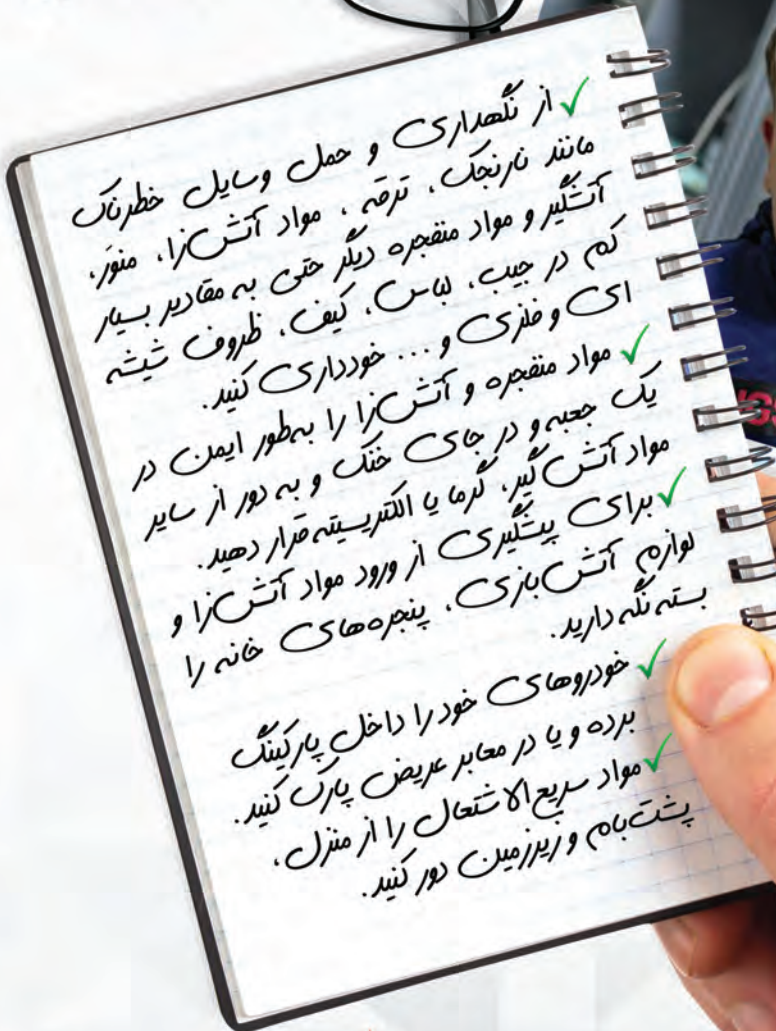 ✓ از نگهداری و حمل وسایل خطرناک
مانند نارنجک، ترقه، مواد آتش‌زا، منور،
آتشگیر و مواد منفجره دیگر حتی به مقادیر بسیار
کم در جیب، لباس، کیف، ظروف شیشه
ای و فلزی و ... خودداری کنید.
✓ مواد منفجره و آتش‌زا را به‌طور ایمن در
یک جعبه و در جای خنک و به دور از سایر
مواد آتش‌گیر، گرما یا الکتریسیته قرار دهید.
✓ برای پیشگیری از ورود مواد آتش‌زا و
لوازم آتش‌بازی، پنجره‌های خانه را
بسته نگه دارید.
✓ خودروهای خود را داخل پارکینگ
برده و یا در معابر عریض پارک کنید.
✓ مواد سریع‌الاشتعال را از منزل،
پشت‌بام و زیرزمین دور کنید.